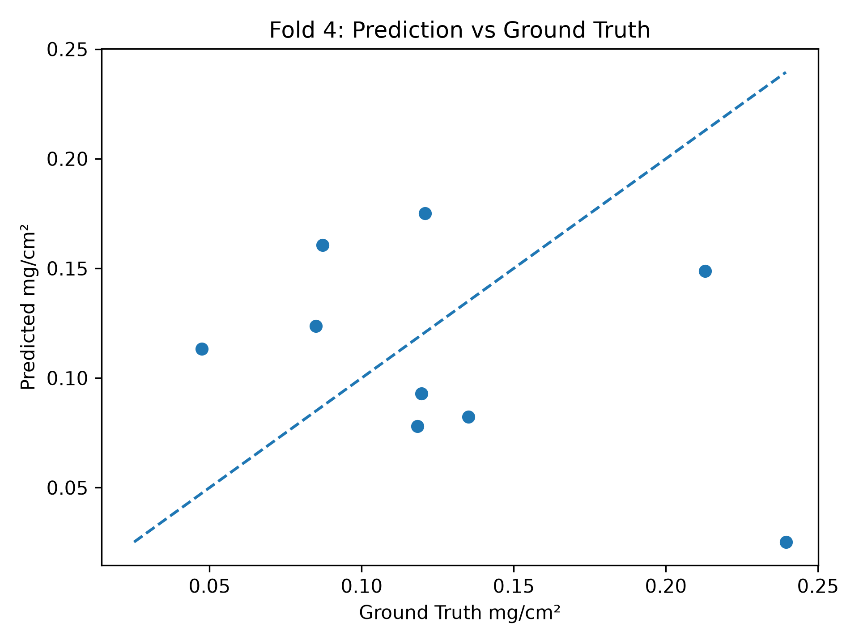 Fold 4: Prediction vs Ground Truth
0.25
0.20
0.15
0.10
0.05
Predicted mg/cm²
0.05 0.10 0.15 0.20 0.25
Ground Truth mg/cm²